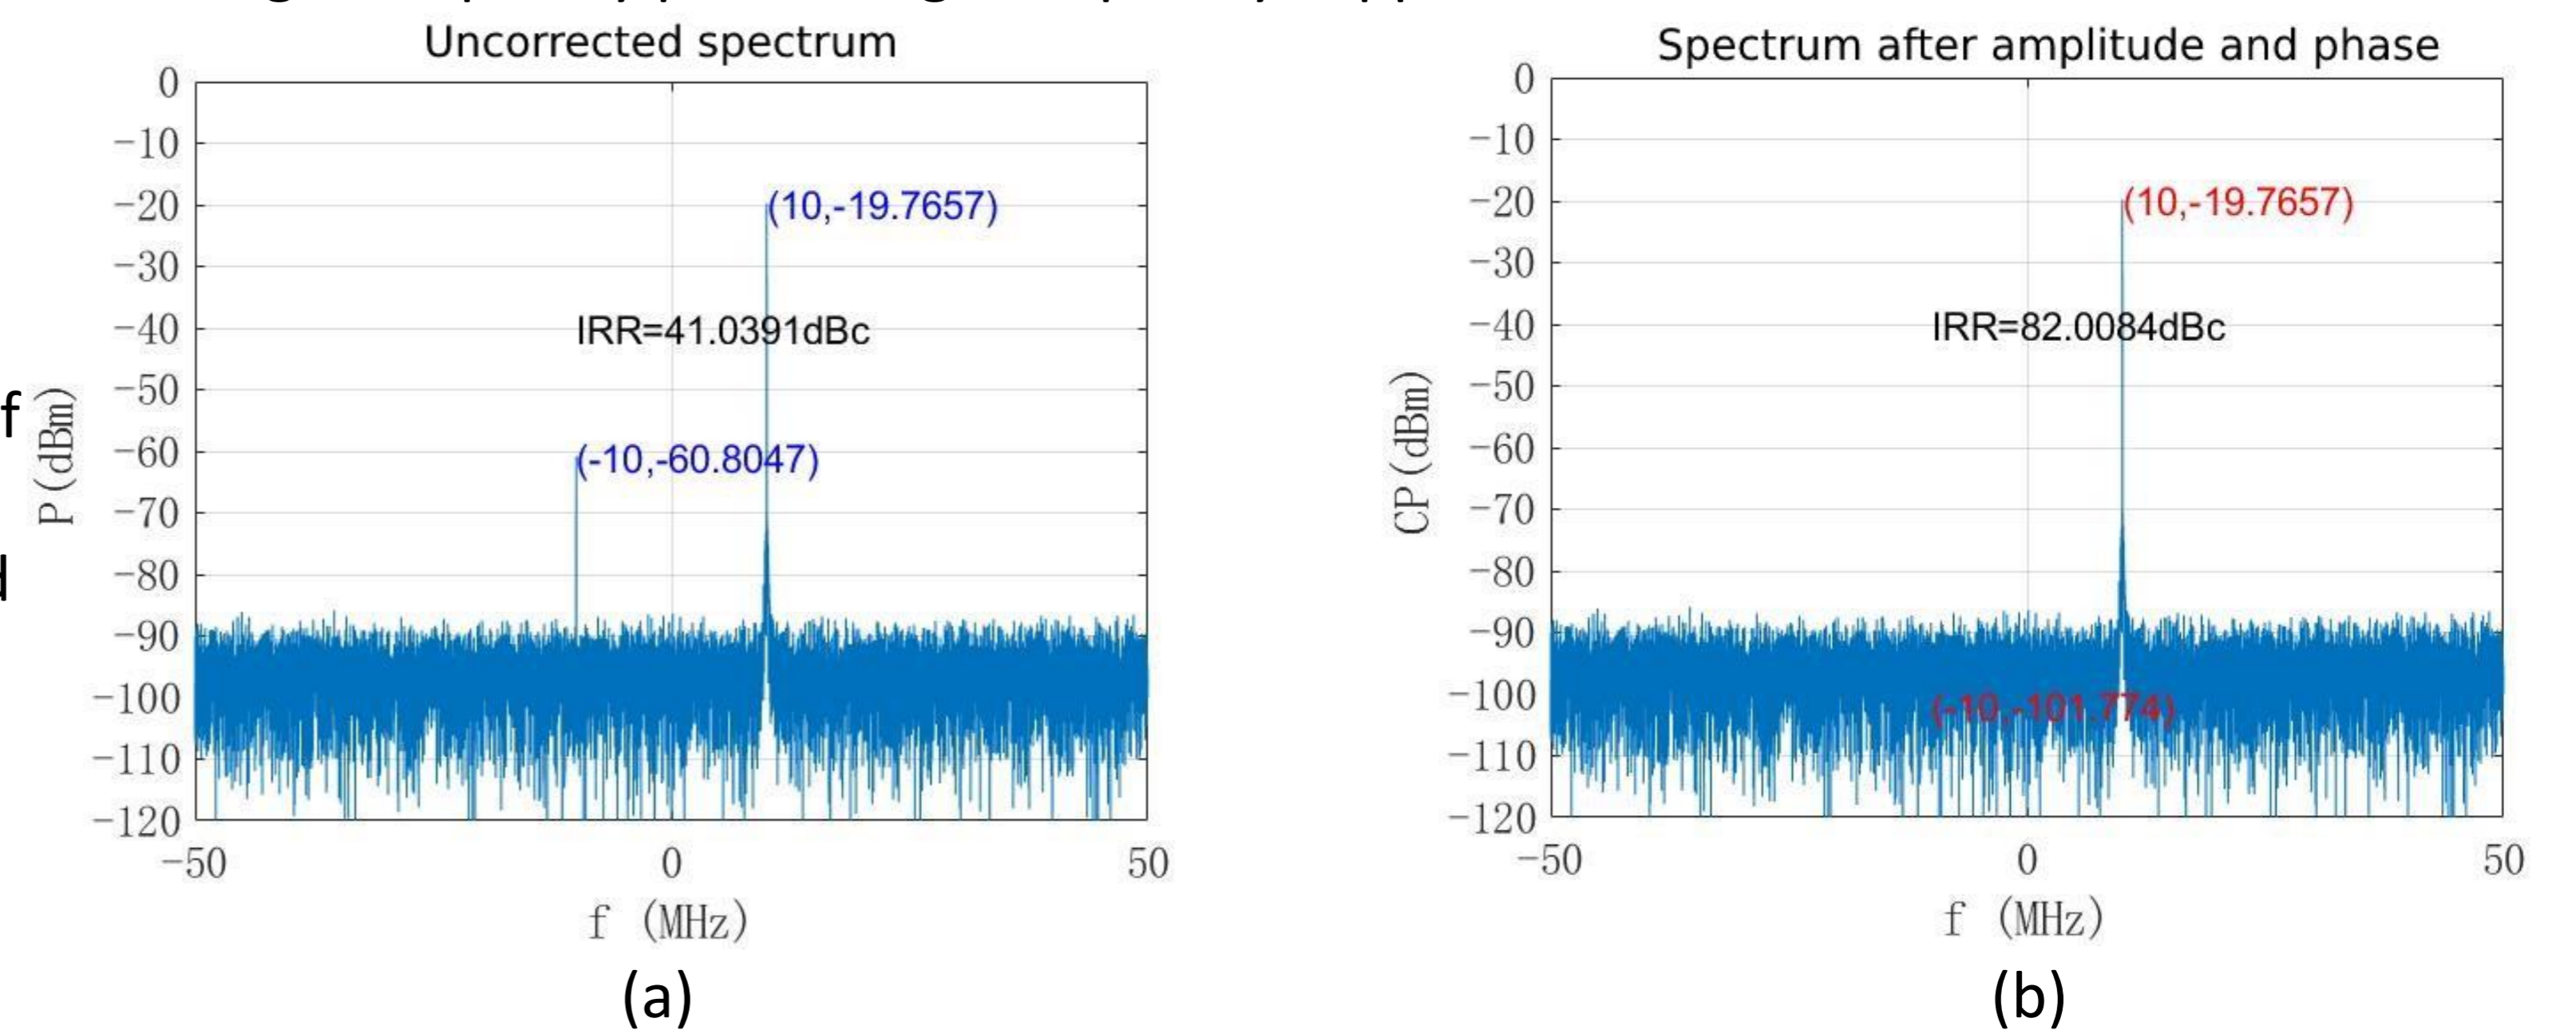 Uncorrected spectrum
0
-10
-20
-30
-40
-50
-60
-70
-80
-90
-100
-110
-120
P(dBm)
(10,-19.7657)
IRR=41.0391dBc
(-10,-60.8047)
-50 0 50
f (MHz)
(a)
Spectrum after amplitude and phase
0
-10
-20
-30
-40
-50
-60
-70
-80
-90
-100
-110
-120
CP(dBm)
(10,-19.7657)
IRR=82.0084dBc
(-10,-101.774)
-50 0 50
f (MHz)
(b)